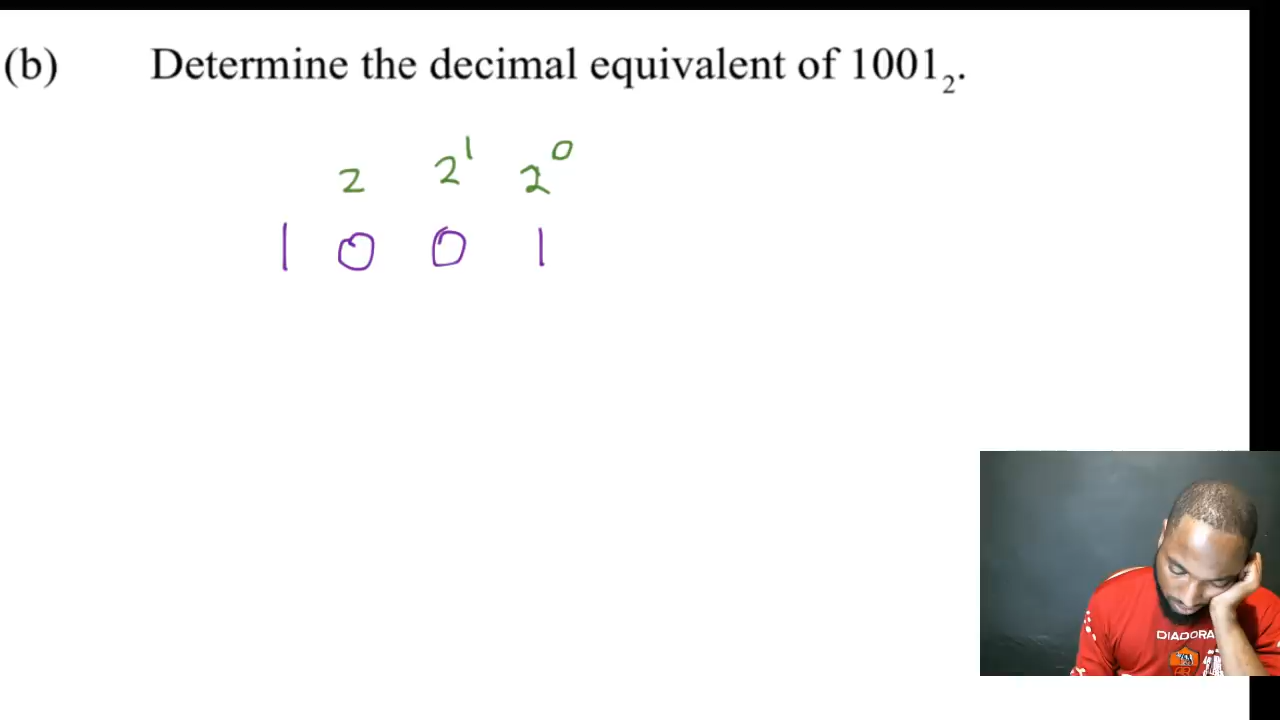 (b) Determine the decimal equivalent of 1001₂.
2 2¹ 2⁰
1 0 0 1
DIADORA